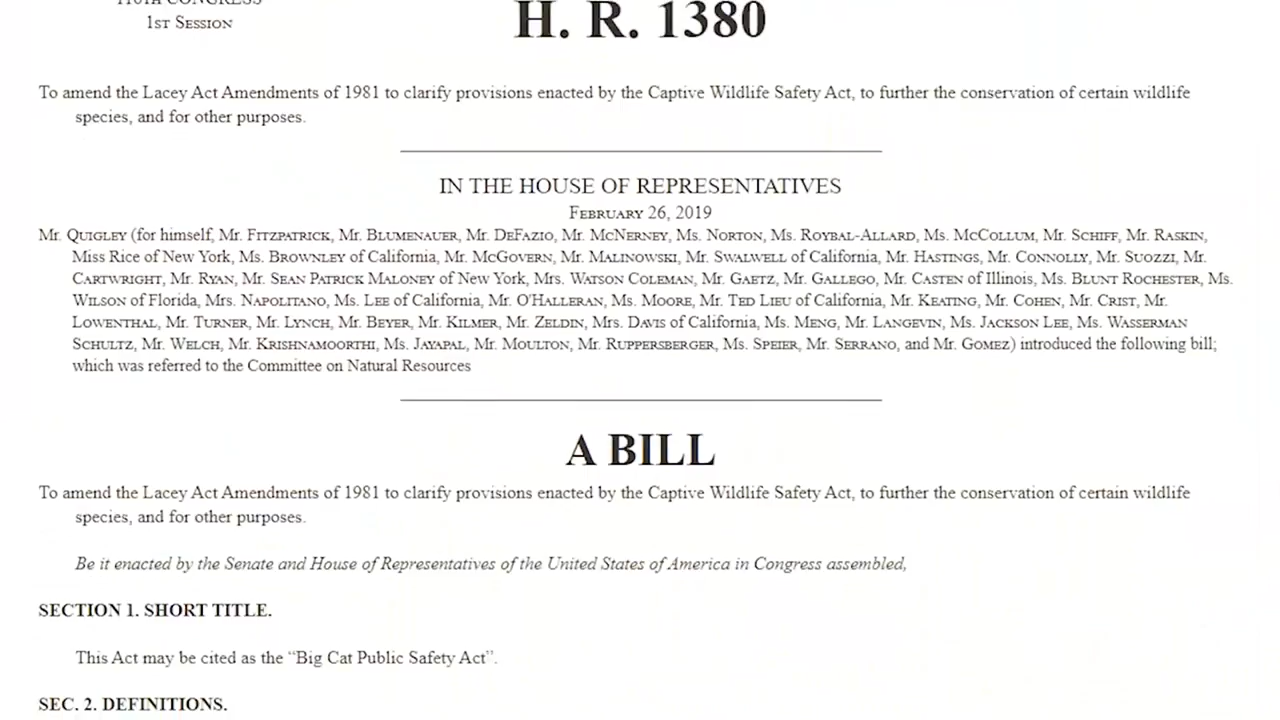 1ST SESSION
H. R. 1380
To amend the Lacey Act Amendments of 1981 to clarify provisions enacted by the Captive Wildlife Safety Act, to further the conservation of certain wildlife
species, and for other purposes.
IN THE HOUSE OF REPRESENTATIVES
FEBRUARY 26, 2019
Mr. QUIGLEY (for himself, Mr. FITZPATRICK, Mr. BLUMENAUER, Mr. DEFAZIO, Mr. MCNERNEY, Ms. NORTON, Ms. ROYBAL-ALLARD, Ms. MCCOLLUM, Mr. SCHIFF, Mr. RASKIN,
Miss RICE of New York, Ms. BROWNLEY of California, Mr. MCGOVERN, Mr. MALINOWSKI, Mr. SWALWELL of California, Mr. HASTINGS, Mr. CONNOLLY, Mr. SUOZZI, Mr.
CARTWRIGHT, Mr. RYAN, Mr. SEAN PATRICK MALONEY of New York, Mrs. WATSON COLEMAN, Mr. GAETZ, Mr. GALLEGO, Mr. CASTEN of Illinois, Ms. BLUNT ROCHESTER, Ms.
WILSON of Florida, Mrs. NAPOLITANO, Ms. LEE of California, Mr. O'HALLERAN, Ms. MOORE, Mr. TED LIEU of California, Mr. KEATING, Mr. COHEN, Mr. CRIST, Mr.
LOWENTHAL, Mr. TURNER, Mr. LYNCH, Mr. BEYER, Mr. KILMER, Mr. ZELDIN, Mrs. DAVIS of California, Ms. MENG, Mr. LANGEVIN, Ms. JACKSON LEE, Ms. WASSERMAN
SCHULTZ, Mr. WELCH, Mr. KRISHNAMOORTHI, Ms. JAYAPAL, Mr. MOULTON, Mr. RUPPERSBERGER, Ms. SPEIER, Mr. SERRANO, and Mr. GOMEZ) introduced the following bill;
which was referred to the Committee on Natural Resources
A BILL
To amend the Lacey Act Amendments of 1981 to clarify provisions enacted by the Captive Wildlife Safety Act, to further the conservation of certain wildlife
species, and for other purposes.
Be it enacted by the Senate and House of Representatives of the United States of America in Congress assembled,
SECTION 1. SHORT TITLE.
This Act may be cited as the “Big Cat Public Safety Act”.
SEC. 2. DEFINITIONS.